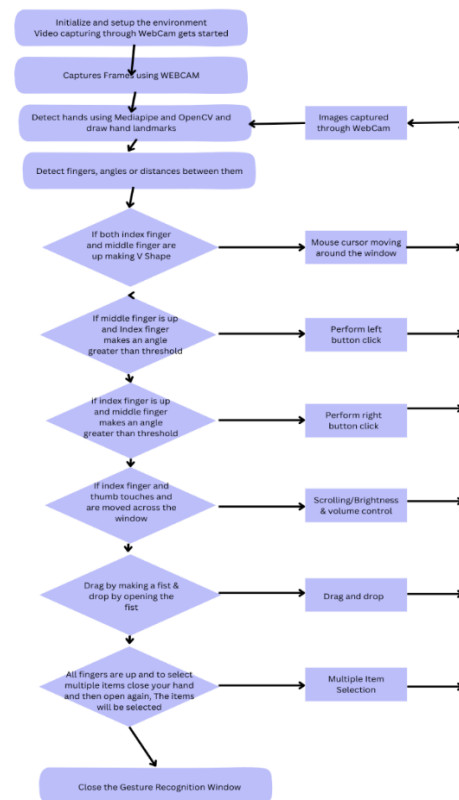 Initialize and setup the environment
Video capturing through WebCam gets started
Captures Frames using WEBCAM
Detect hands using Mediapipe and OpenCV and
draw hand landmarks
Images captured
through WebCam
Detect fingers, angles or distances between them
If both index finger
and middle finger are
up making V Shape
Mouse cursor moving
around the window
If middle finger is up
and Index finger
makes an angle
greater than threshold
Perform left
button click
if index finger is up
and middle finger
makes an angle
greater than threshold
Perform right
button click
If index finger and
thumb touches and
are moved across the
window
Scrolling/Brightness
& volume control
Drag by making a fist &
drop by opening the
fist
Drag and drop
All fingers are up and to select
multiple items close your hand
and then open again, The items
will be selected
Multiple Item
Selection
Close the Gesture Recognition Window